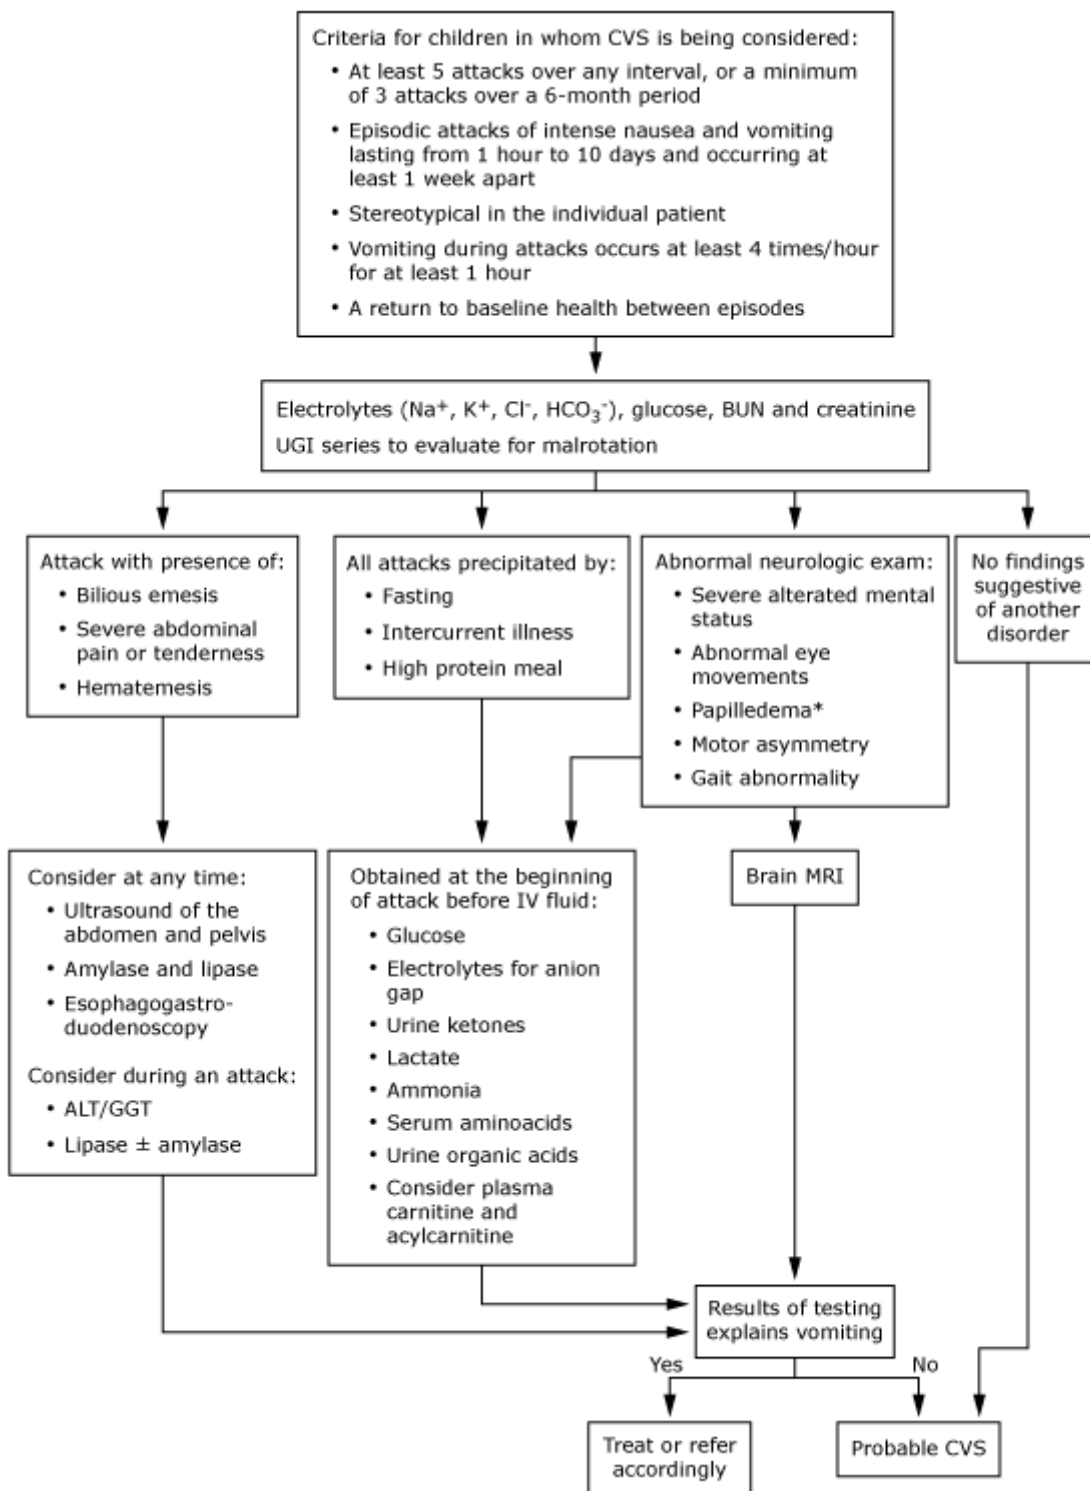 Criteria for children in whom CVS is being considered:
• At least 5 attacks over any interval, or a minimum
of 3 attacks over a 6-month period
• Episodic attacks of intense nausea and vomiting
lasting from 1 hour to 10 days and occurring at
least 1 week apart
• Stereotypical in the individual patient
• Vomiting during attacks occurs at least 4 times/hour
for at least 1 hour
• A return to baseline health between episodes
Electrolytes (Na⁺, K⁺, Cl⁻, HCO₃⁻), glucose, BUN and creatinine
UGI series to evaluate for malrotation
Attack with presence of:
• Bilious emesis
• Severe abdominal
pain or tenderness
• Hematemesis
All attacks precipitated by:
• Fasting
• Intercurrent illness
• High protein meal
Abnormal neurologic exam:
• Severe alterated mental
status
• Abnormal eye
movements
• Papilledema*
• Motor asymmetry
• Gait abnormality
No findings
suggestive
of another
disorder
Consider at any time:
• Ultrasound of the
abdomen and pelvis
• Amylase and lipase
• Esophagogastro-
duodenoscopy
Consider during an attack:
• ALT/GGT
• Lipase ± amylase
Obtained at the beginning
of attack before IV fluid:
• Glucose
• Electrolytes for anion
gap
• Urine ketones
• Lactate
• Ammonia
• Serum aminoacids
• Urine organic acids
• Consider plasma
carnitine and
acylcarnitine
Brain MRI
Results of testing
explains vomiting
Yes
No
Treat or refer
accordingly
Probable CVS